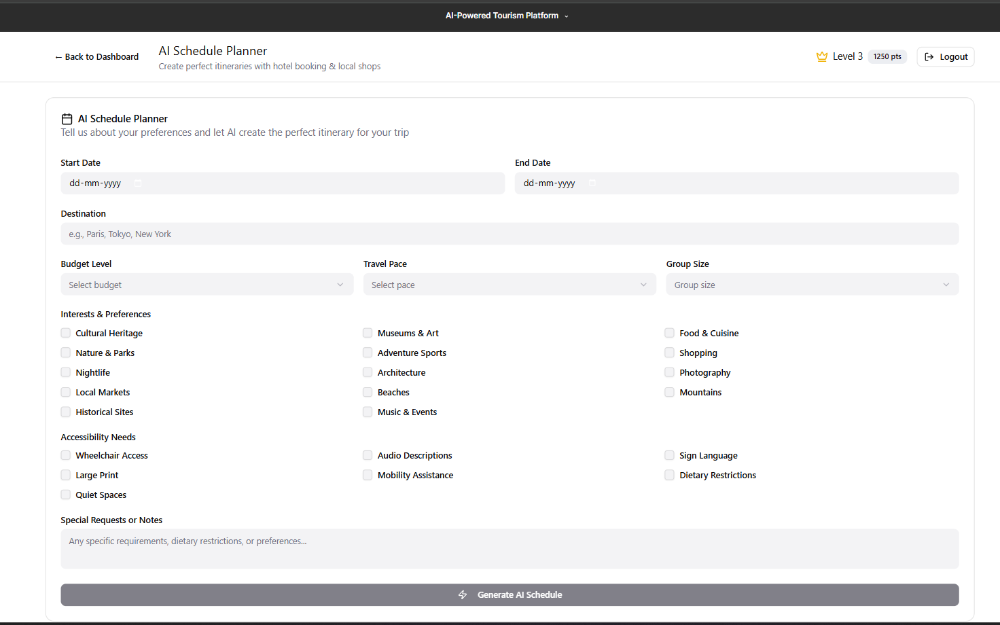 AI-Powered Tourism Platform
← Back to Dashboard
AI Schedule Planner
Create perfect itineraries with hotel booking & local shops
Level 3
1250 pts
Logout
AI Schedule Planner
Tell us about your preferences and let AI create the perfect itinerary for your trip
Start Date
End Date
dd-mm-yyyy
dd-mm-yyyy
Destination
e.g., Paris, Tokyo, New York
Budget Level
Travel Pace
Group Size
Select budget
Select pace
Group size
Interests & Preferences
Cultural Heritage
Museums & Art
Food & Cuisine
Nature & Parks
Adventure Sports
Shopping
Nightlife
Architecture
Photography
Local Markets
Beaches
Mountains
Historical Sites
Music & Events
Accessibility Needs
Wheelchair Access
Audio Descriptions
Sign Language
Large Print
Mobility Assistance
Dietary Restrictions
Quiet Spaces
Special Requests or Notes
Any specific requirements, dietary restrictions, or preferences...
Generate AI Schedule